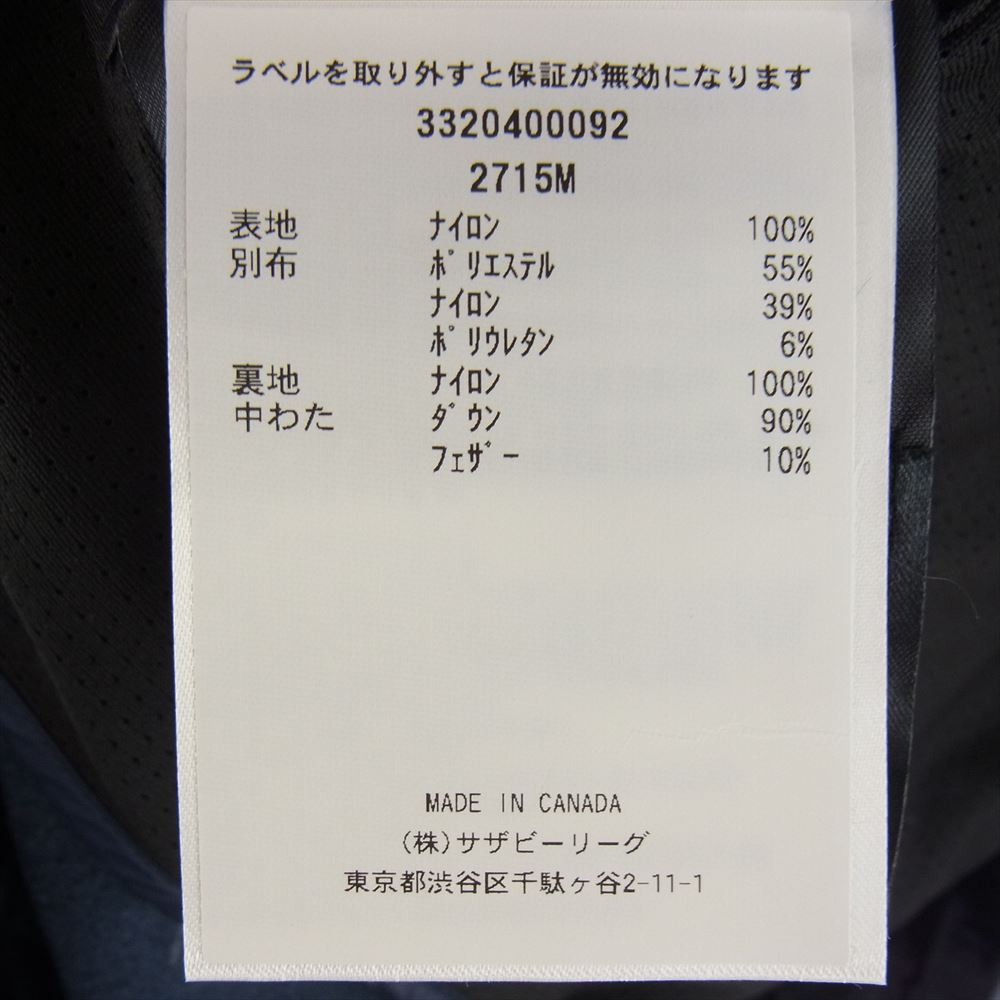 ラベルを取り外すと保証が無効になります
3320400092
2715M
表地 ナイロン 100%
別布 ポリエステル 55%
ナイロン 39%
ポリウレタン 6%
裏地 ナイロン 100%
中わた ダウン 90%
フェザー 10%
MADE IN CANADA
(株)サザビーリーグ
東京都渋谷区千駄ヶ谷2-11-1